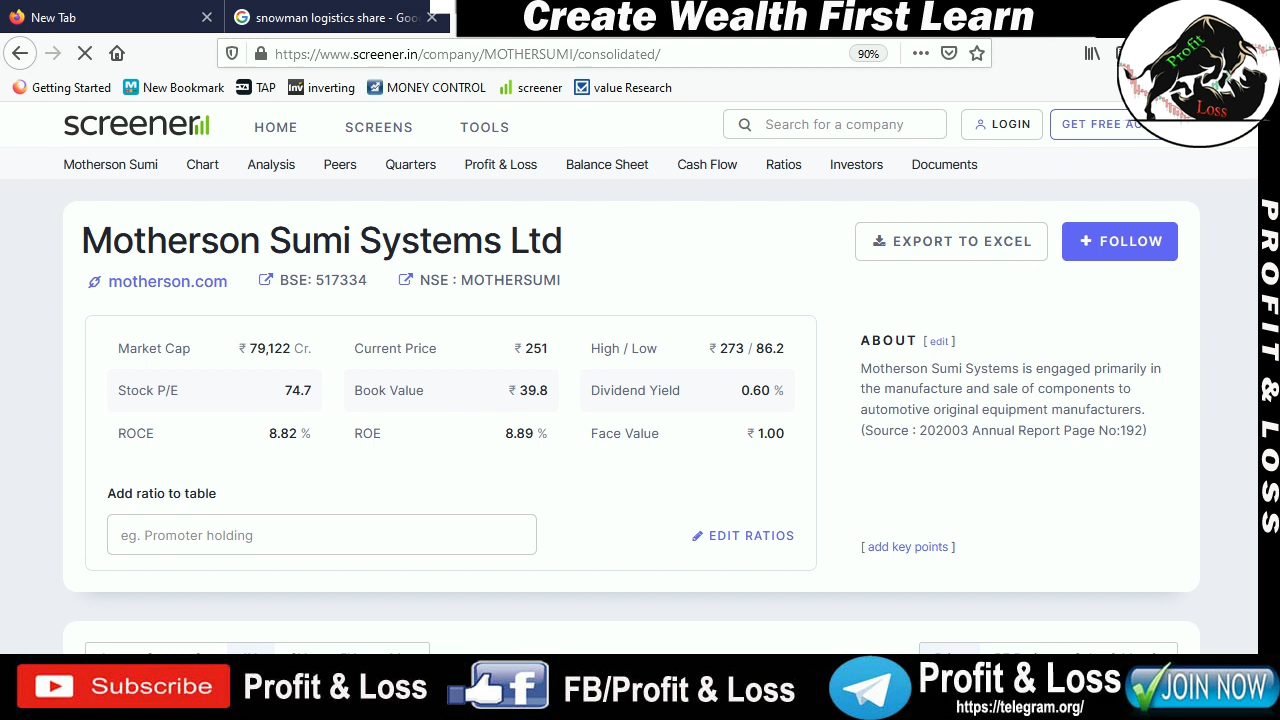 New Tab
snowman logistics share - Goo
Create Wealth First Learn
https://www.screener.in/company/MOTHERSUMI/consolidated/
90%
Getting Started
New Bookmark
TAP
inverting
MONEY CONTROL
screener
value Research
Profit
Loss
screener
HOME
SCREENS
TOOLS
Search for a company
LOGIN
GET FREE AC
Motherson Sumi
Chart
Analysis
Peers
Quarters
Profit & Loss
Balance Sheet
Cash Flow
Ratios
Investors
Documents
Motherson Sumi Systems Ltd
EXPORT TO EXCEL
+ FOLLOW
motherson.com
BSE: 517334
NSE : MOTHERSUMI
Market Cap ₹ 79,122 Cr.
Current Price ₹ 251
High / Low ₹ 273 / 86.2
Stock P/E 74.7
Book Value ₹ 39.8
Dividend Yield 0.60 %
ROCE 8.82 %
ROE 8.89 %
Face Value ₹ 1.00
Add ratio to table
eg. Promoter holding
EDIT RATIOS
ABOUT [ edit ]
Motherson Sumi Systems is engaged primarily in
the manufacture and sale of components to
automotive original equipment manufacturers.
(Source : 202003 Annual Report Page No:192)
[ add key points ]
PROFIT & LOSS
Subscribe
Profit & Loss
FB/Profit & Loss
Profit & Loss
https://telegram.org/
JOIN NOW